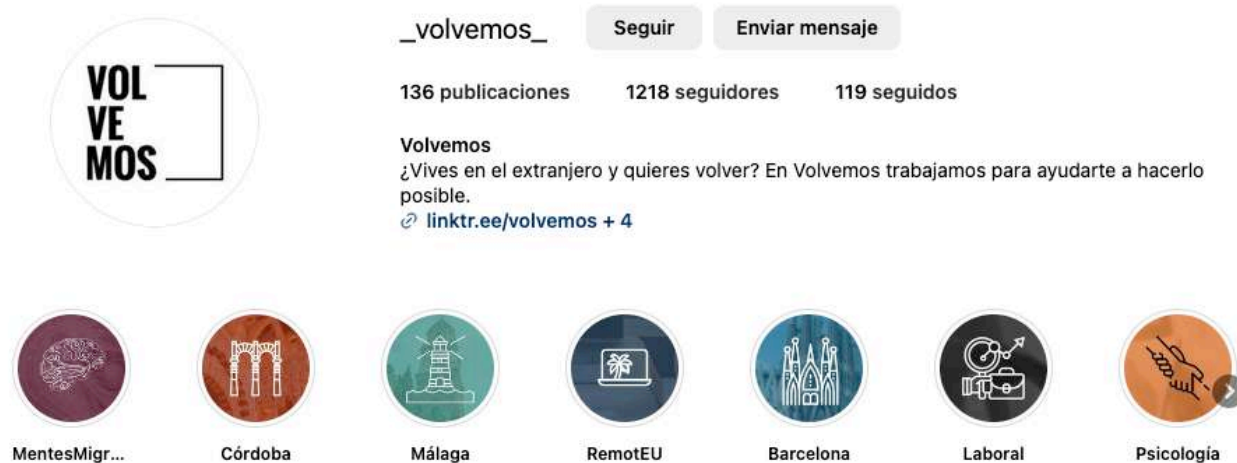 VOL
VE
MOS
_volvemos_ Seguir Enviar mensaje
136 publicaciones 1218 seguidores 119 seguidos
Volvemos
¿Vives en el extranjero y quieres volver? En Volvemos trabajamos para ayudarte a hacerlo
posible.
linktr.ee/volvemos + 4
MentesMigr... Córdoba Málaga RemotEU Barcelona Laboral Psicología